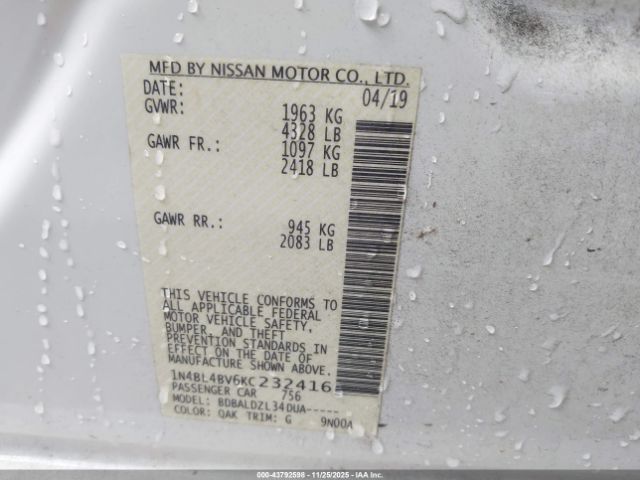 MFD BY NISSAN MOTOR CO., LTD.
DATE: 04/19
GVWR: 1963 KG
4328 LB
GAWR FR.: 1097 KG
2418 LB
GAWR RR.: 945 KG
2083 LB
THIS VEHICLE CONFORMS TO
ALL APPLICABLE FEDERAL
MOTOR VEHICLE SAFETY,
BUMPER, AND THEFT
PREVENTION STANDARDS IN
EFFECT ON THE DATE OF
MANUFACTURE SHOWN ABOVE.
1N4BL4BV6KC232416
PASSENGER CAR 756
MODEL: BDBALDZL34DUA-----
COLOR: QAK TRIM: G 9N00A
000-43792598 - 11/25/2025 - IAAI.COM